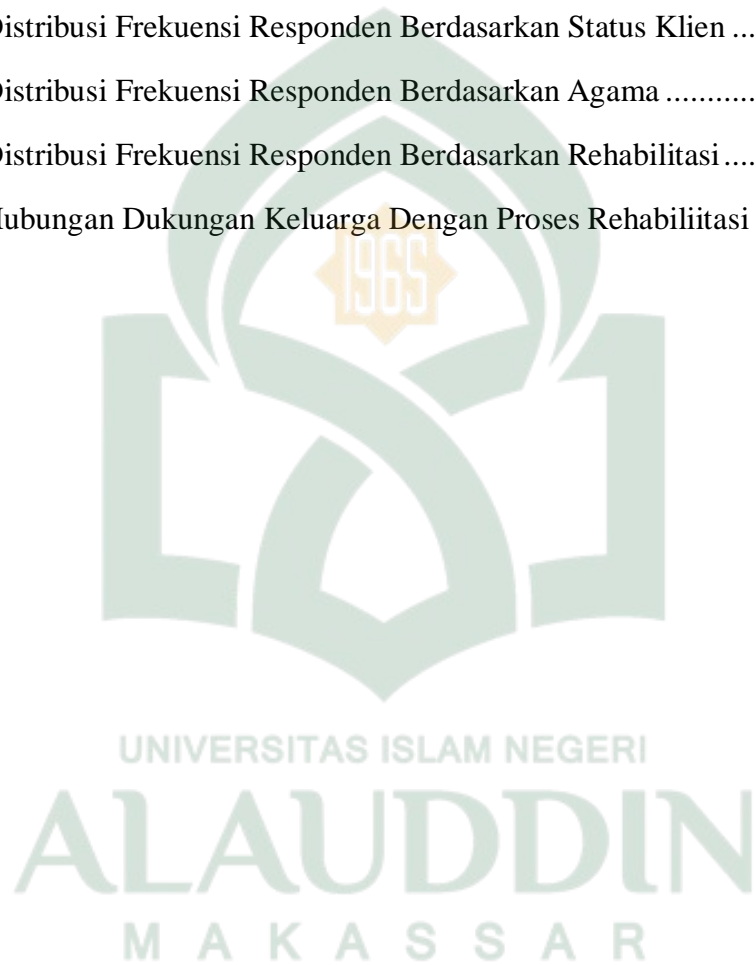 Distribusi Frekuensi Responden Berdasarkan Status Klien ...
Distribusi Frekuensi Responden Berdasarkan Agama ...........
Distribusi Frekuensi Responden Berdasarkan Rehabilitasi ....
Hubungan Dukungan Keluarga Dengan Proses Rehabiliitasi
1965
UNIVERSITAS ISLAM NEGERI
ALAUDDIN
MAKASSAR